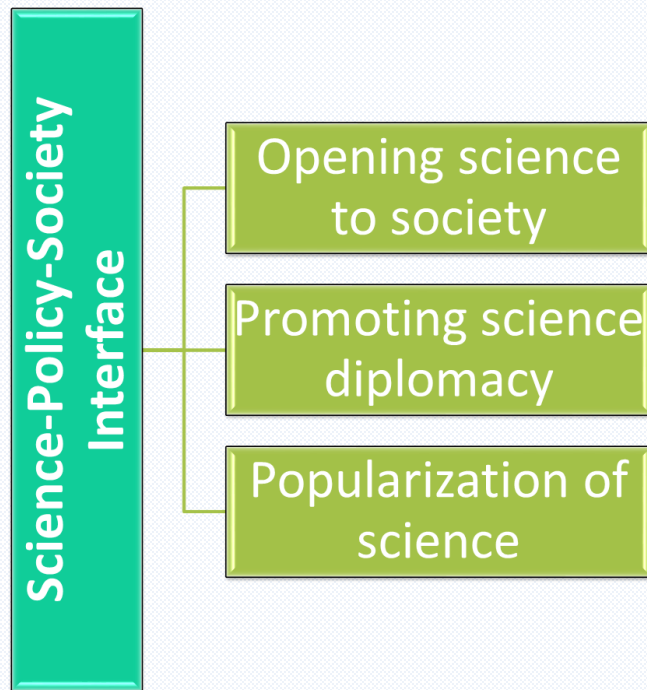 Science-Policy-Society
Interface
Opening science
to society
Promoting science
diplomacy
Popularization of
science